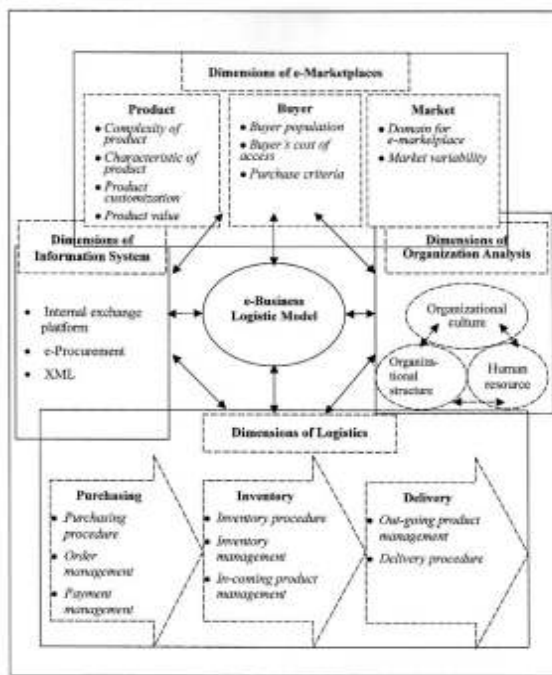 Dimensions of e-Marketplaces
Product
• Complexity of
product
• Characteristic of
product
• Product
customization
• Product value
Buyer
• Buyer population
• Buyer's cost of
access
• Purchase criteria
Market
• Domain for
e-marketplace
• Market variability
Dimensions of
Information System
• Internal exchange
platform
• e-Procurement
• XML
e-Business
Logistic Model
Dimensions of
Organization Analysis
Organizational
culture
Organiza-
tional
structure
Human
resource
Dimensions of Logistics
Purchasing
• Purchasing
procedure
• Order
management
• Payment
management
Inventory
• Inventory procedure
• Inventory
management
• In-coming product
management
Delivery
• Out-going product
management
• Delivery procedure